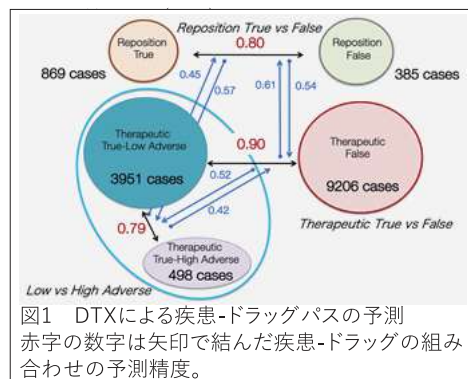 Reposition True vs False
Reposition
True
0.80
Reposition
False
869 cases
385 cases
0.45
0.57
0.61
0.54
Therapeutic
True-Low Adverse
3951 cases
0.90
Therapeutic
False
9206 cases
0.52
0.42
Therapeutic True vs False
0.79
Therapeutic
True-High Adverse
498 cases
Low vs High Adverse
図1 DTXによる疾患-ドラッグパスの予測
赤字の数字は矢印で結んだ疾患-ドラッグの組み
合わせの予測精度。